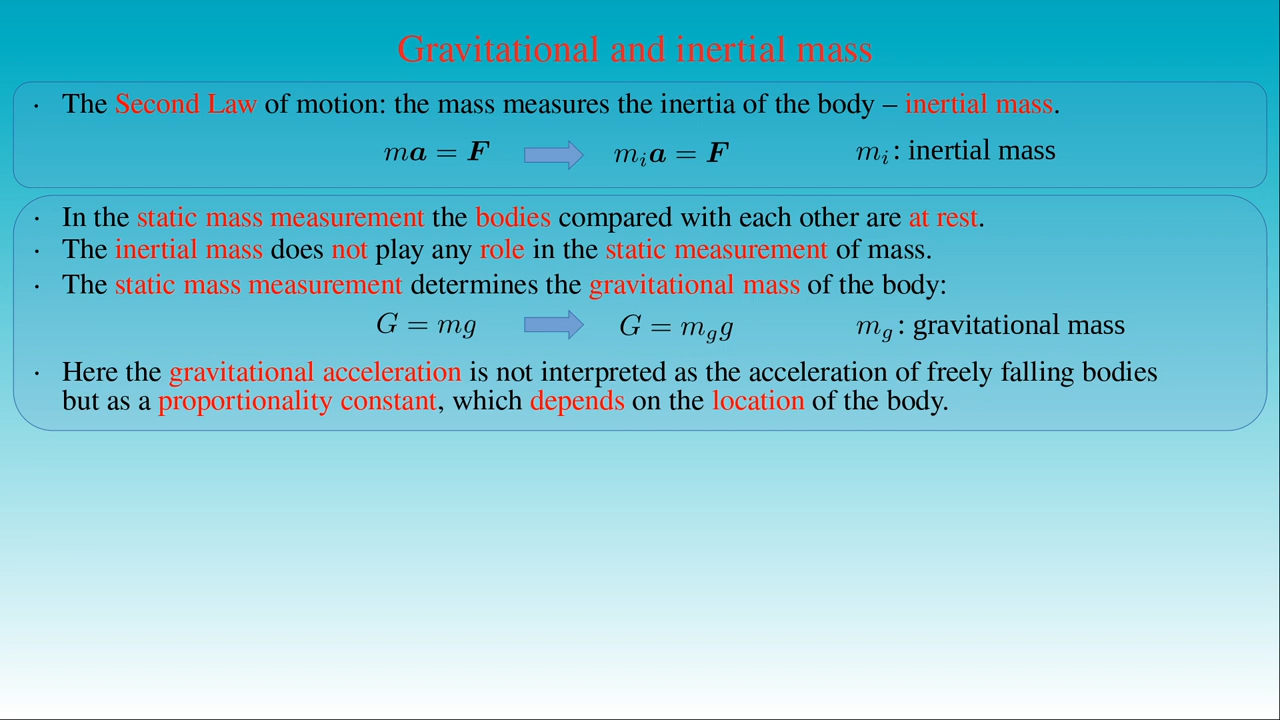 Gravitational and inertial mass
· The Second Law of motion: the mass measures the inertia of the body – inertial mass.
ma = F mᵢa = F mᵢ: inertial mass
· In the static mass measurement the bodies compared with each other are at rest.
· The inertial mass does not play any role in the static measurement of mass.
· The static mass measurement determines the gravitational mass of the body:
G = mg G = m_g g m_g: gravitational mass
· Here the gravitational acceleration is not interpreted as the acceleration of freely falling bodies
but as a proportionality constant, which depends on the location of the body.